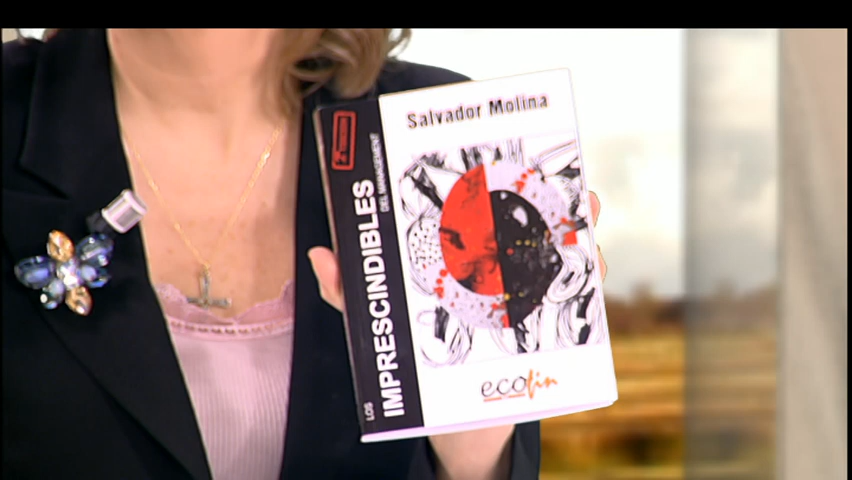 Salvador Molina
LOS IMPRESCINDIBLES
DEL MANAGEMENT
ecofin